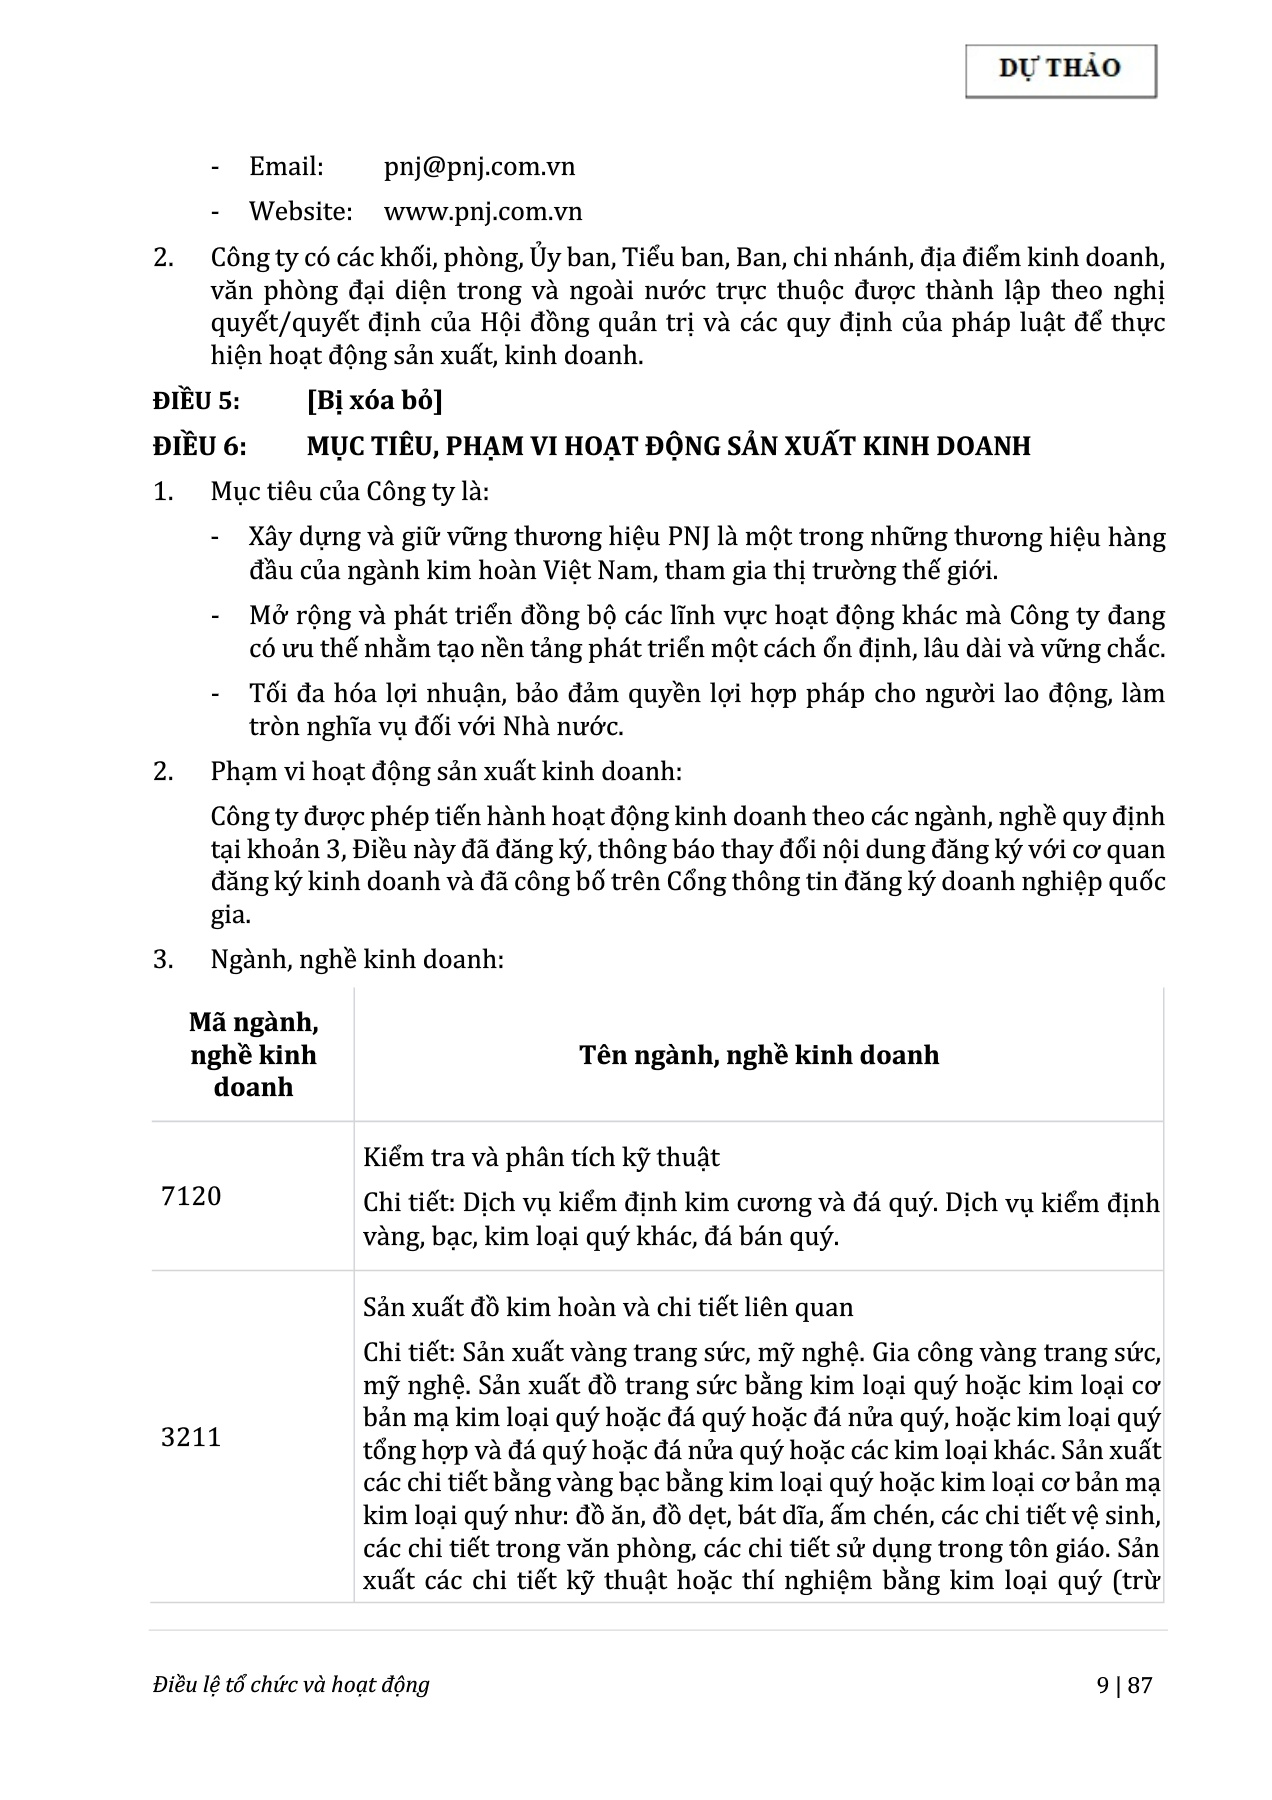 DỰ THẢO
- Email: pnj@pnj.com.vn
- Website: www.pnj.com.vn
2. Công ty có các khối, phòng, Ủy ban, Tiểu ban, Ban, chi nhánh, địa điểm kinh doanh,
văn phòng đại diện trong và ngoài nước trực thuộc được thành lập theo nghị
quyết/quyết định của Hội đồng quản trị và các quy định của pháp luật để thực
hiện hoạt động sản xuất, kinh doanh.
ĐIỀU 5: [Bị xóa bỏ]
ĐIỀU 6: MỤC TIÊU, PHẠM VI HOẠT ĐỘNG SẢN XUẤT KINH DOANH
1. Mục tiêu của Công ty là:
- Xây dựng và giữ vững thương hiệu PNJ là một trong những thương hiệu hàng
đầu của ngành kim hoàn Việt Nam, tham gia thị trường thế giới.
- Mở rộng và phát triển đồng bộ các lĩnh vực hoạt động khác mà Công ty đang
có ưu thế nhằm tạo nền tảng phát triển một cách ổn định, lâu dài và vững chắc.
- Tối đa hóa lợi nhuận, bảo đảm quyền lợi hợp pháp cho người lao động, làm
tròn nghĩa vụ đối với Nhà nước.
2. Phạm vi hoạt động sản xuất kinh doanh:
Công ty được phép tiến hành hoạt động kinh doanh theo các ngành, nghề quy định
tại khoản 3, Điều này đã đăng ký, thông báo thay đổi nội dung đăng ký với cơ quan
đăng ký kinh doanh và đã công bố trên Cổng thông tin đăng ký doanh nghiệp quốc
gia.
3. Ngành, nghề kinh doanh:
Mã ngành,
nghề kinh
doanh
Tên ngành, nghề kinh doanh
7120
Kiểm tra và phân tích kỹ thuật
Chi tiết: Dịch vụ kiểm định kim cương và đá quý. Dịch vụ kiểm định
vàng, bạc, kim loại quý khác, đá bán quý.
3211
Sản xuất đồ kim hoàn và chi tiết liên quan
Chi tiết: Sản xuất vàng trang sức, mỹ nghệ. Gia công vàng trang sức,
mỹ nghệ. Sản xuất đồ trang sức bằng kim loại quý hoặc kim loại cơ
bản mạ kim loại quý hoặc đá quý hoặc đá nửa quý, hoặc kim loại quý
tổng hợp và đá quý hoặc đá nửa quý hoặc các kim loại khác. Sản xuất
các chi tiết bằng vàng bạc bằng kim loại quý hoặc kim loại cơ bản mạ
kim loại quý như: đồ ăn, đồ dẹt, bát dĩa, ấm chén, các chi tiết vệ sinh,
các chi tiết trong văn phòng, các chi tiết sử dụng trong tôn giáo. Sản
xuất các chi tiết kỹ thuật hoặc thí nghiệm bằng kim loại quý (trừ
Điều lệ tổ chức và hoạt động 9 | 87